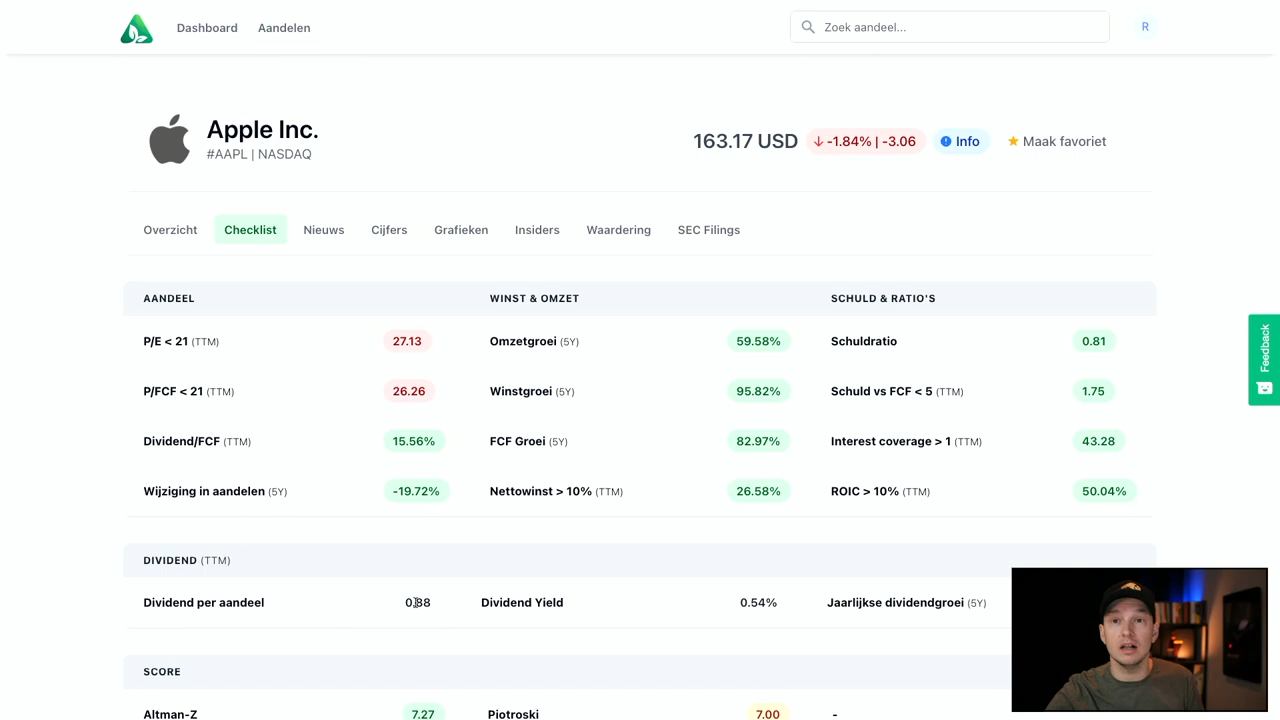 Dashboard Aandelen Zoek aandeel... R
Apple Inc.
#AAPL | NASDAQ
163.17 USD -1.84% | -3.06 Info Maak favoriet
Overzicht Checklist Nieuws Cijfers Grafieken Insiders Waardering SEC Filings
AANDEEL WINST & OMZET SCHULD & RATIO'S
P/E < 21 (TTM) 27.13 Omzetgroei (5Y) 59.58% Schuldratio 0.81
P/FCF < 21 (TTM) 26.26 Winstgroei (5Y) 95.82% Schuld vs FCF < 5 (TTM) 1.75
Dividend/FCF (TTM) 15.56% FCF Groei (5Y) 82.97% Interest coverage > 1 (TTM) 43.28
Wijziging in aandelen (5Y) -19.72% Nettowinst > 10% (TTM) 26.58% ROIC > 10% (TTM) 50.04%
DIVIDEND (TTM)
Dividend per aandeel 0.88 Dividend Yield 0.54% Jaarlijkse dividendgroei (5Y)
SCORE
Altman-Z 7.27 Piotroski 7.00 -
Feedback